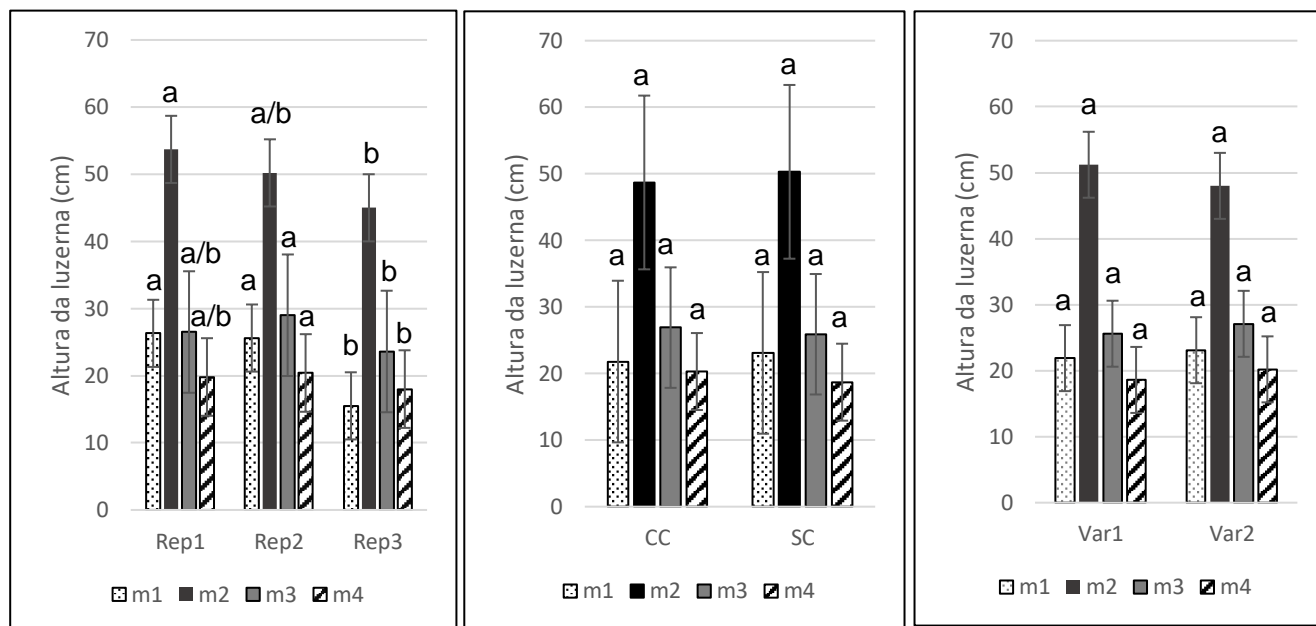 Altura da luzerna (cm)
70
60
50
40
30
20
10
0
a
a
a/b
a/b
a
a/b
a
a
b
b
b
b
Rep1 Rep2 Rep3
m1 m2 m3 m4
Altura da luzerna (cm)
70
60
50
40
30
20
10
0
a
a
a
a
a
a
a
a
CC SC
m1 m2 m3 m4
Altura da luzerna (cm)
70
60
50
40
30
20
10
0
a
a
a
a
a
a
a
a
Var1 Var2
m1 m2 m3 m4